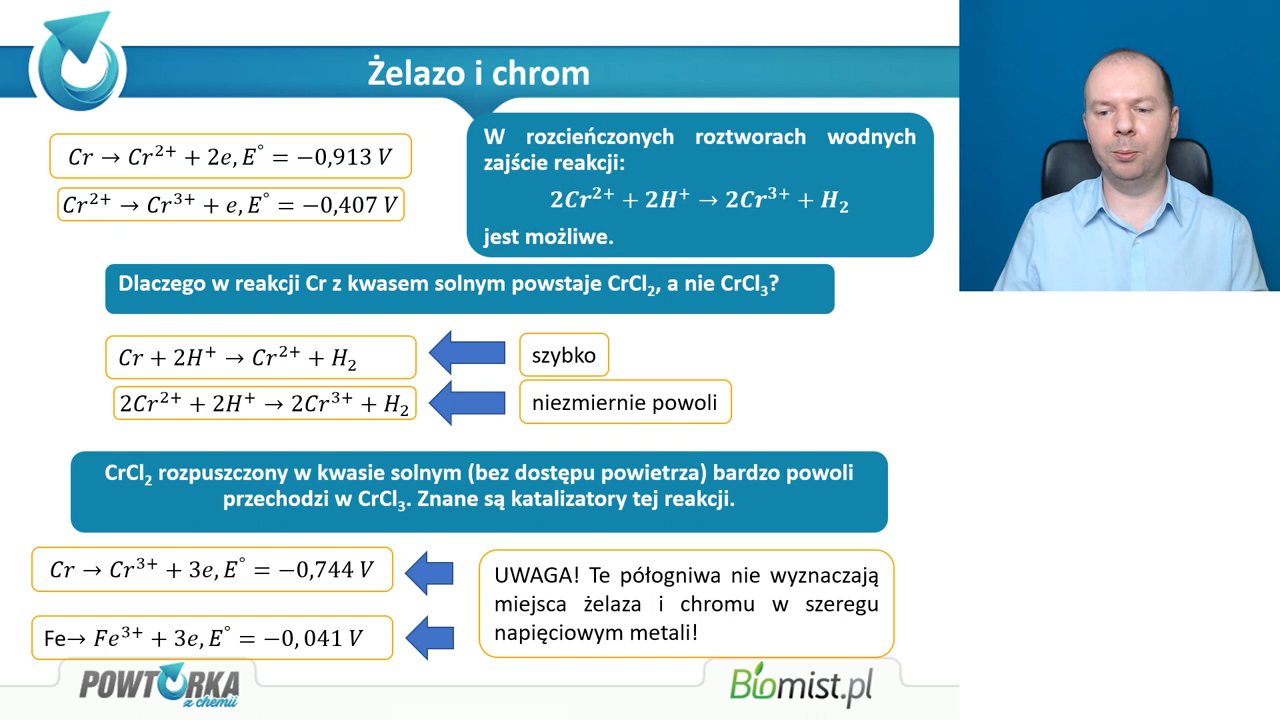 Żelazo i chrom
Cr → Cr²⁺ + 2e, E° = −0,913 V
Cr²⁺ → Cr³⁺ + e, E° = −0,407 V
W rozcieńczonych roztworach wodnych
zajście reakcji:
2Cr²⁺ + 2H⁺ → 2Cr³⁺ + H₂
jest możliwe.
Dlaczego w reakcji Cr z kwasem solnym powstaje CrCl₂, a nie CrCl₃?
Cr + 2H⁺ → Cr²⁺ + H₂
szybko
2Cr²⁺ + 2H⁺ → 2Cr³⁺ + H₂
niezmiernie powoli
CrCl₂ rozpuszczony w kwasie solnym (bez dostępu powietrza) bardzo powoli
przechodzi w CrCl₃. Znane są katalizatory tej reakcji.
Cr → Cr³⁺ + 3e, E° = −0,744 V
Fe→ Fe³⁺ + 3e, E° = −0, 041 V
UWAGA! Te półogniwa nie wyznaczają
miejsca żelaza i chromu w szeregu
napięciowym metali!
POWTÓRKA
z chemii
Biomist.pl